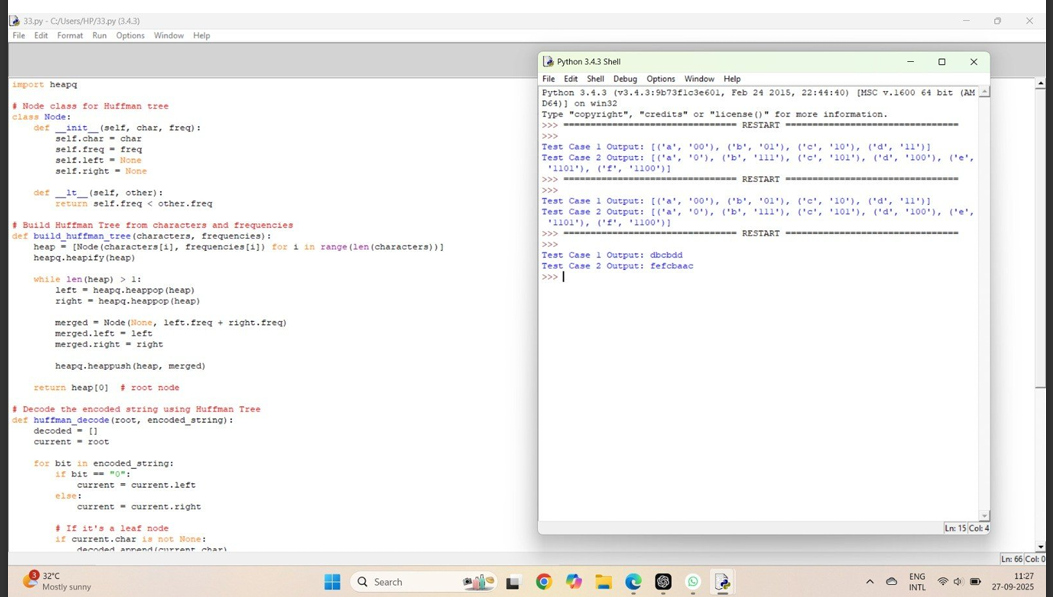 33.py - C:/Users/HP/33.py (3.4.3)
File Edit Format Run Options Window Help
import heapq
# Node class for Huffman tree
class Node:
def __init__(self, char, freq):
self.char = char
self.freq = freq
self.left = None
self.right = None
def __lt__(self, other):
return self.freq < other.freq
# Build Huffman Tree from characters and frequencies
def build_huffman_tree(characters, frequencies):
heap = [Node(characters[i], frequencies[i]) for i in range(len(characters))]
heapq.heapify(heap)
while len(heap) > 1:
left = heapq.heappop(heap)
right = heapq.heappop(heap)
merged = Node(None, left.freq + right.freq)
merged.left = left
merged.right = right
heapq.heappush(heap, merged)
return heap[0]  # root node
# Decode the encoded string using Huffman Tree
def huffman_decode(root, encoded_string):
decoded = []
current = root
for bit in encoded_string:
if bit == "0":
current = current.left
else:
current = current.right
# If it's a leaf node
if current.char is not None:
decoded.append(current.char)
Ln: 66 Col: 0
Python 3.4.3 Shell
File Edit Shell Debug Options Window Help
Python 3.4.3 (v3.4.3:9b73f1c3e601, Feb 24 2015, 22:44:40) [MSC v.1600 64 bit (AM
D64)] on win32
Type "copyright", "credits" or "license()" for more information.
>>> ================================ RESTART ================================
>>>
Test Case 1 Output: [('a', '00'), ('b', '01'), ('c', '10'), ('d', '11')]
Test Case 2 Output: [('a', '0'), ('b', '111'), ('c', '101'), ('d', '100'), ('e',
'1101'), ('f', '1100')]
>>> ================================ RESTART ================================
>>>
Test Case 1 Output: [('a', '00'), ('b', '01'), ('c', '10'), ('d', '11')]
Test Case 2 Output: [('a', '0'), ('b', '111'), ('c', '101'), ('d', '100'), ('e',
'1101'), ('f', '1100')]
>>> ================================ RESTART ================================
>>>
Test Case 1 Output: dbcbdd
Test Case 2 Output: fefcbaac
>>>
Ln: 15 Col: 4
3
32°C
Mostly sunny
Search
ENG
INTL
11:27
27-09-2025